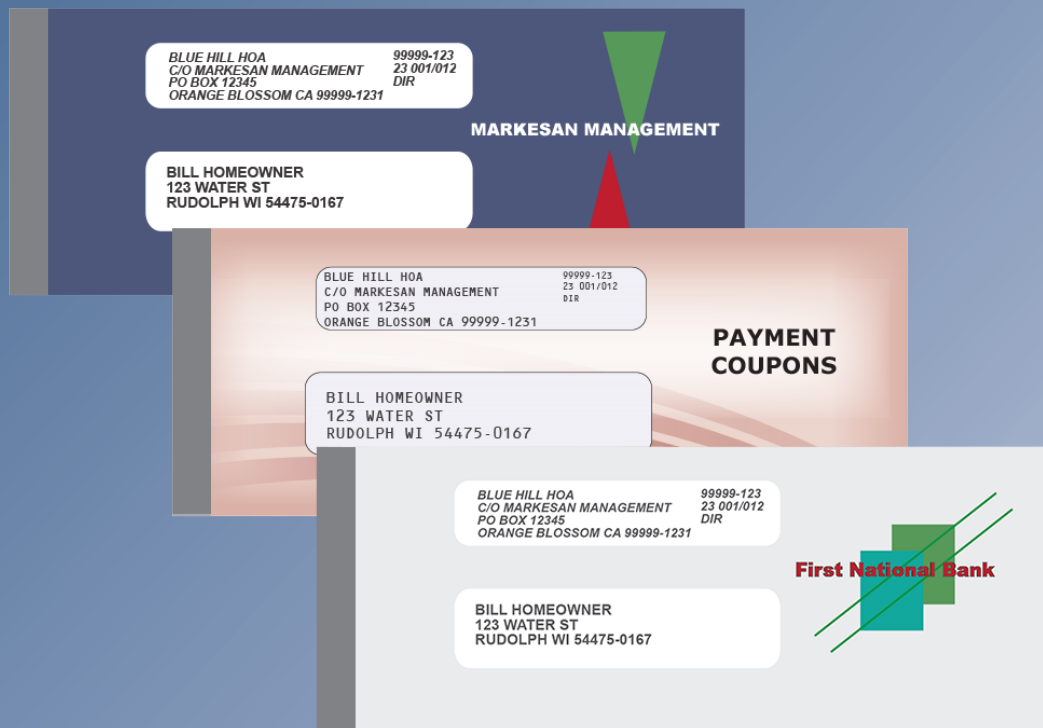 BLUE HILL HOA
C/O MARKESAN MANAGEMENT
PO BOX 12345
ORANGE BLOSSOM CA 99999-1231
99999-123
23 001/012
DIR
MARKESAN MANAGEMENT
BILL HOMEOWNER
123 WATER ST
RUDOLPH WI 54475-0167
BLUE HILL HOA
C/O MARKESAN MANAGEMENT
PO BOX 12345
ORANGE BLOSSOM CA 99999-1231
99999-123
23 001/012
DIR
PAYMENT
COUPONS
BILL HOMEOWNER
123 WATER ST
RUDOLPH WI 54475-0167
BLUE HILL HOA
C/O MARKESAN MANAGEMENT
PO BOX 12345
ORANGE BLOSSOM CA 99999-1231
99999-123
23 001/012
DIR
First National Bank
BILL HOMEOWNER
123 WATER ST
RUDOLPH WI 54475-0167